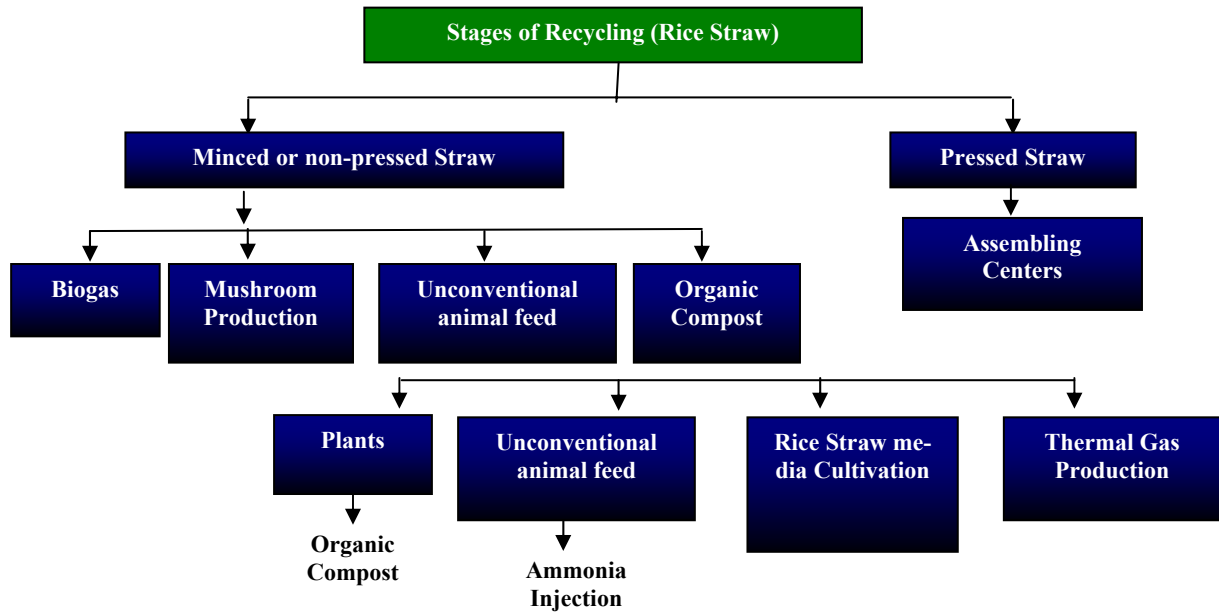 Stages of Recycling (Rice Straw)
Minced or non-pressed Straw
Pressed Straw
Assembling
Centers
Biogas
Mushroom
Production
Unconventional
animal feed
Organic
Compost
Plants
Unconventional
animal feed
Rice Straw me-
dia Cultivation
Thermal Gas
Production
Organic
Compost
Ammonia
Injection